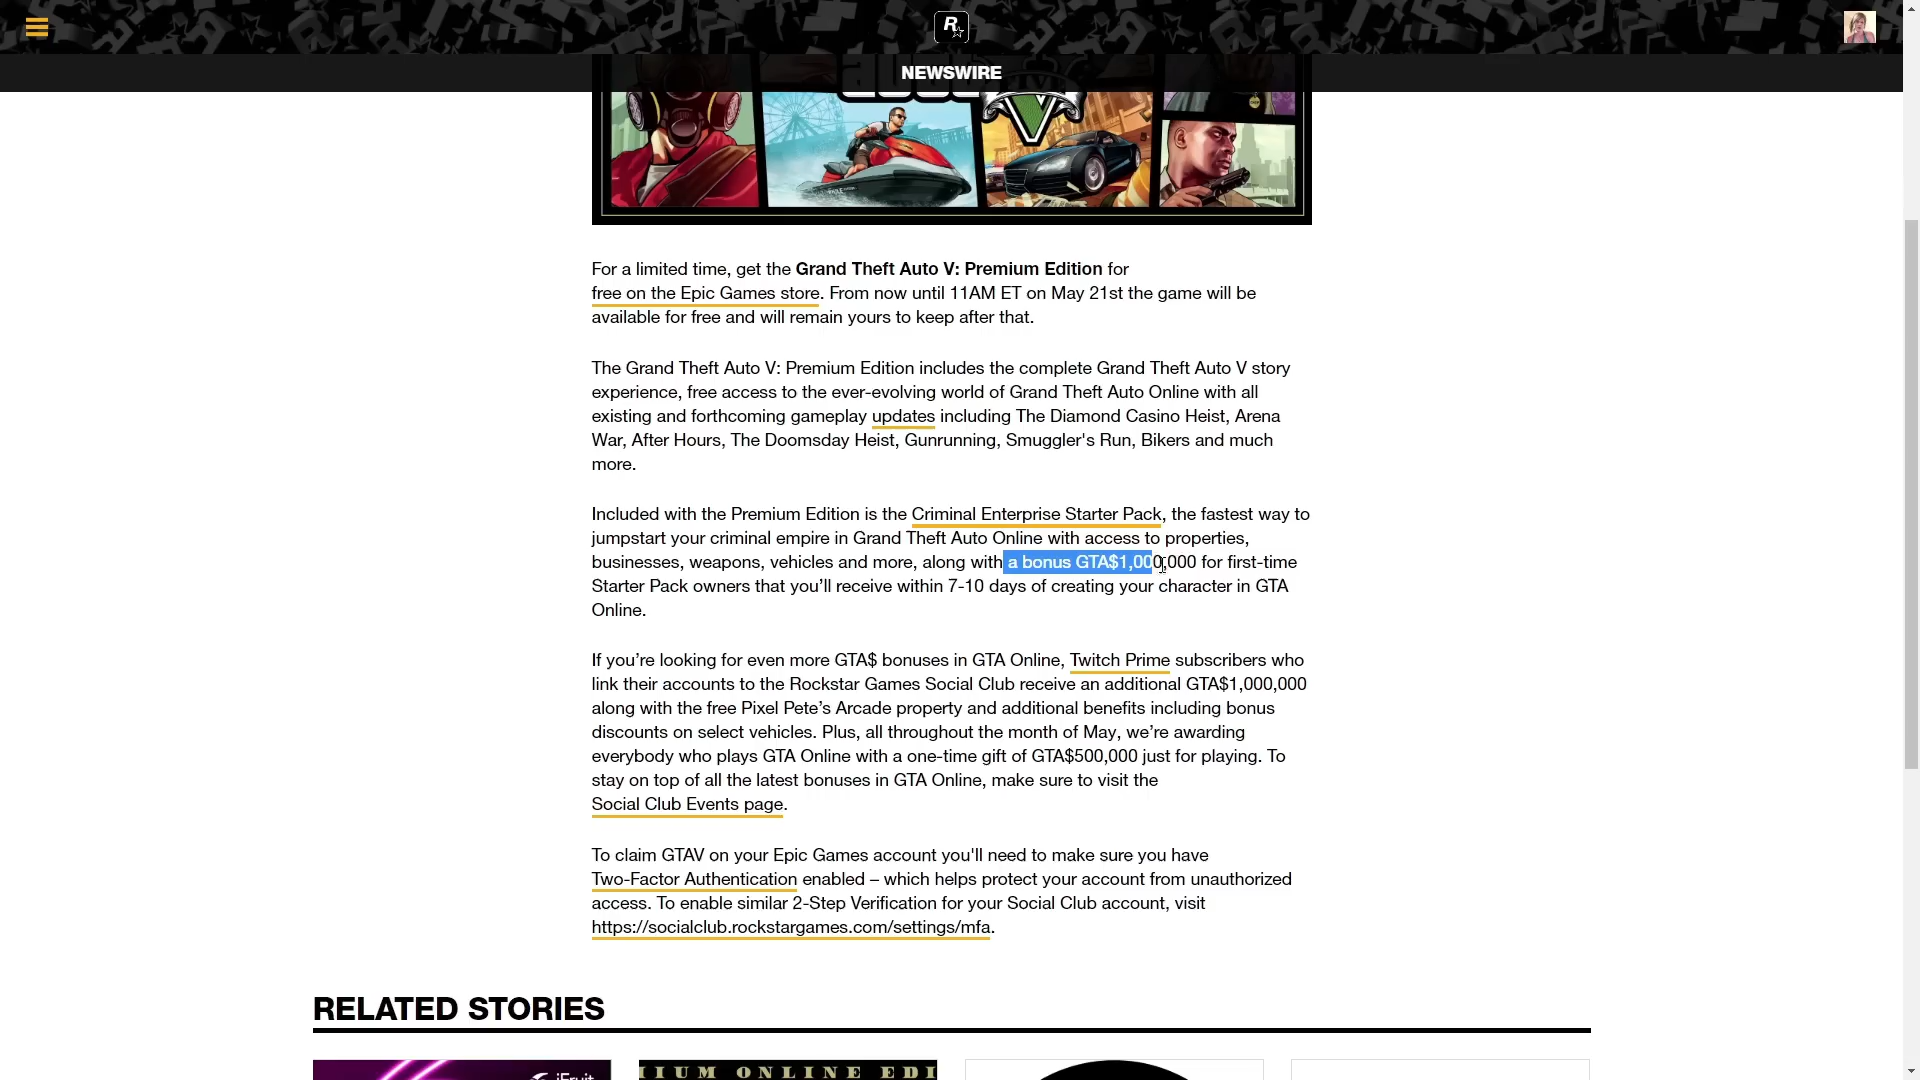 R
NEWSWIRE
V
For a limited time, get the Grand Theft Auto V: Premium Edition for
free on the Epic Games store. From now until 11AM ET on May 21st the game will be
available for free and will remain yours to keep after that.
The Grand Theft Auto V: Premium Edition includes the complete Grand Theft Auto V story
experience, free access to the ever-evolving world of Grand Theft Auto Online with all
existing and forthcoming gameplay updates including The Diamond Casino Heist, Arena
War, After Hours, The Doomsday Heist, Gunrunning, Smuggler's Run, Bikers and much
more.
Included with the Premium Edition is the Criminal Enterprise Starter Pack, the fastest way to
jumpstart your criminal empire in Grand Theft Auto Online with access to properties,
businesses, weapons, vehicles and more, along with a bonus GTA$1,000,000 for first-time
Starter Pack owners that you’ll receive within 7-10 days of creating your character in GTA
Online.
If you’re looking for even more GTA$ bonuses in GTA Online, Twitch Prime subscribers who
link their accounts to the Rockstar Games Social Club receive an additional GTA$1,000,000
along with the free Pixel Pete’s Arcade property and additional benefits including bonus
discounts on select vehicles. Plus, all throughout the month of May, we’re awarding
everybody who plays GTA Online with a one-time gift of GTA$500,000 just for playing. To
stay on top of all the latest bonuses in GTA Online, make sure to visit the
Social Club Events page.
To claim GTAV on your Epic Games account you'll need to make sure you have
Two-Factor Authentication enabled – which helps protect your account from unauthorized
access. To enable similar 2-Step Verification for your Social Club account, visit
https://socialclub.rockstargames.com/settings/mfa.
RELATED STORIES
iFruit
IUM ONLINE EDI